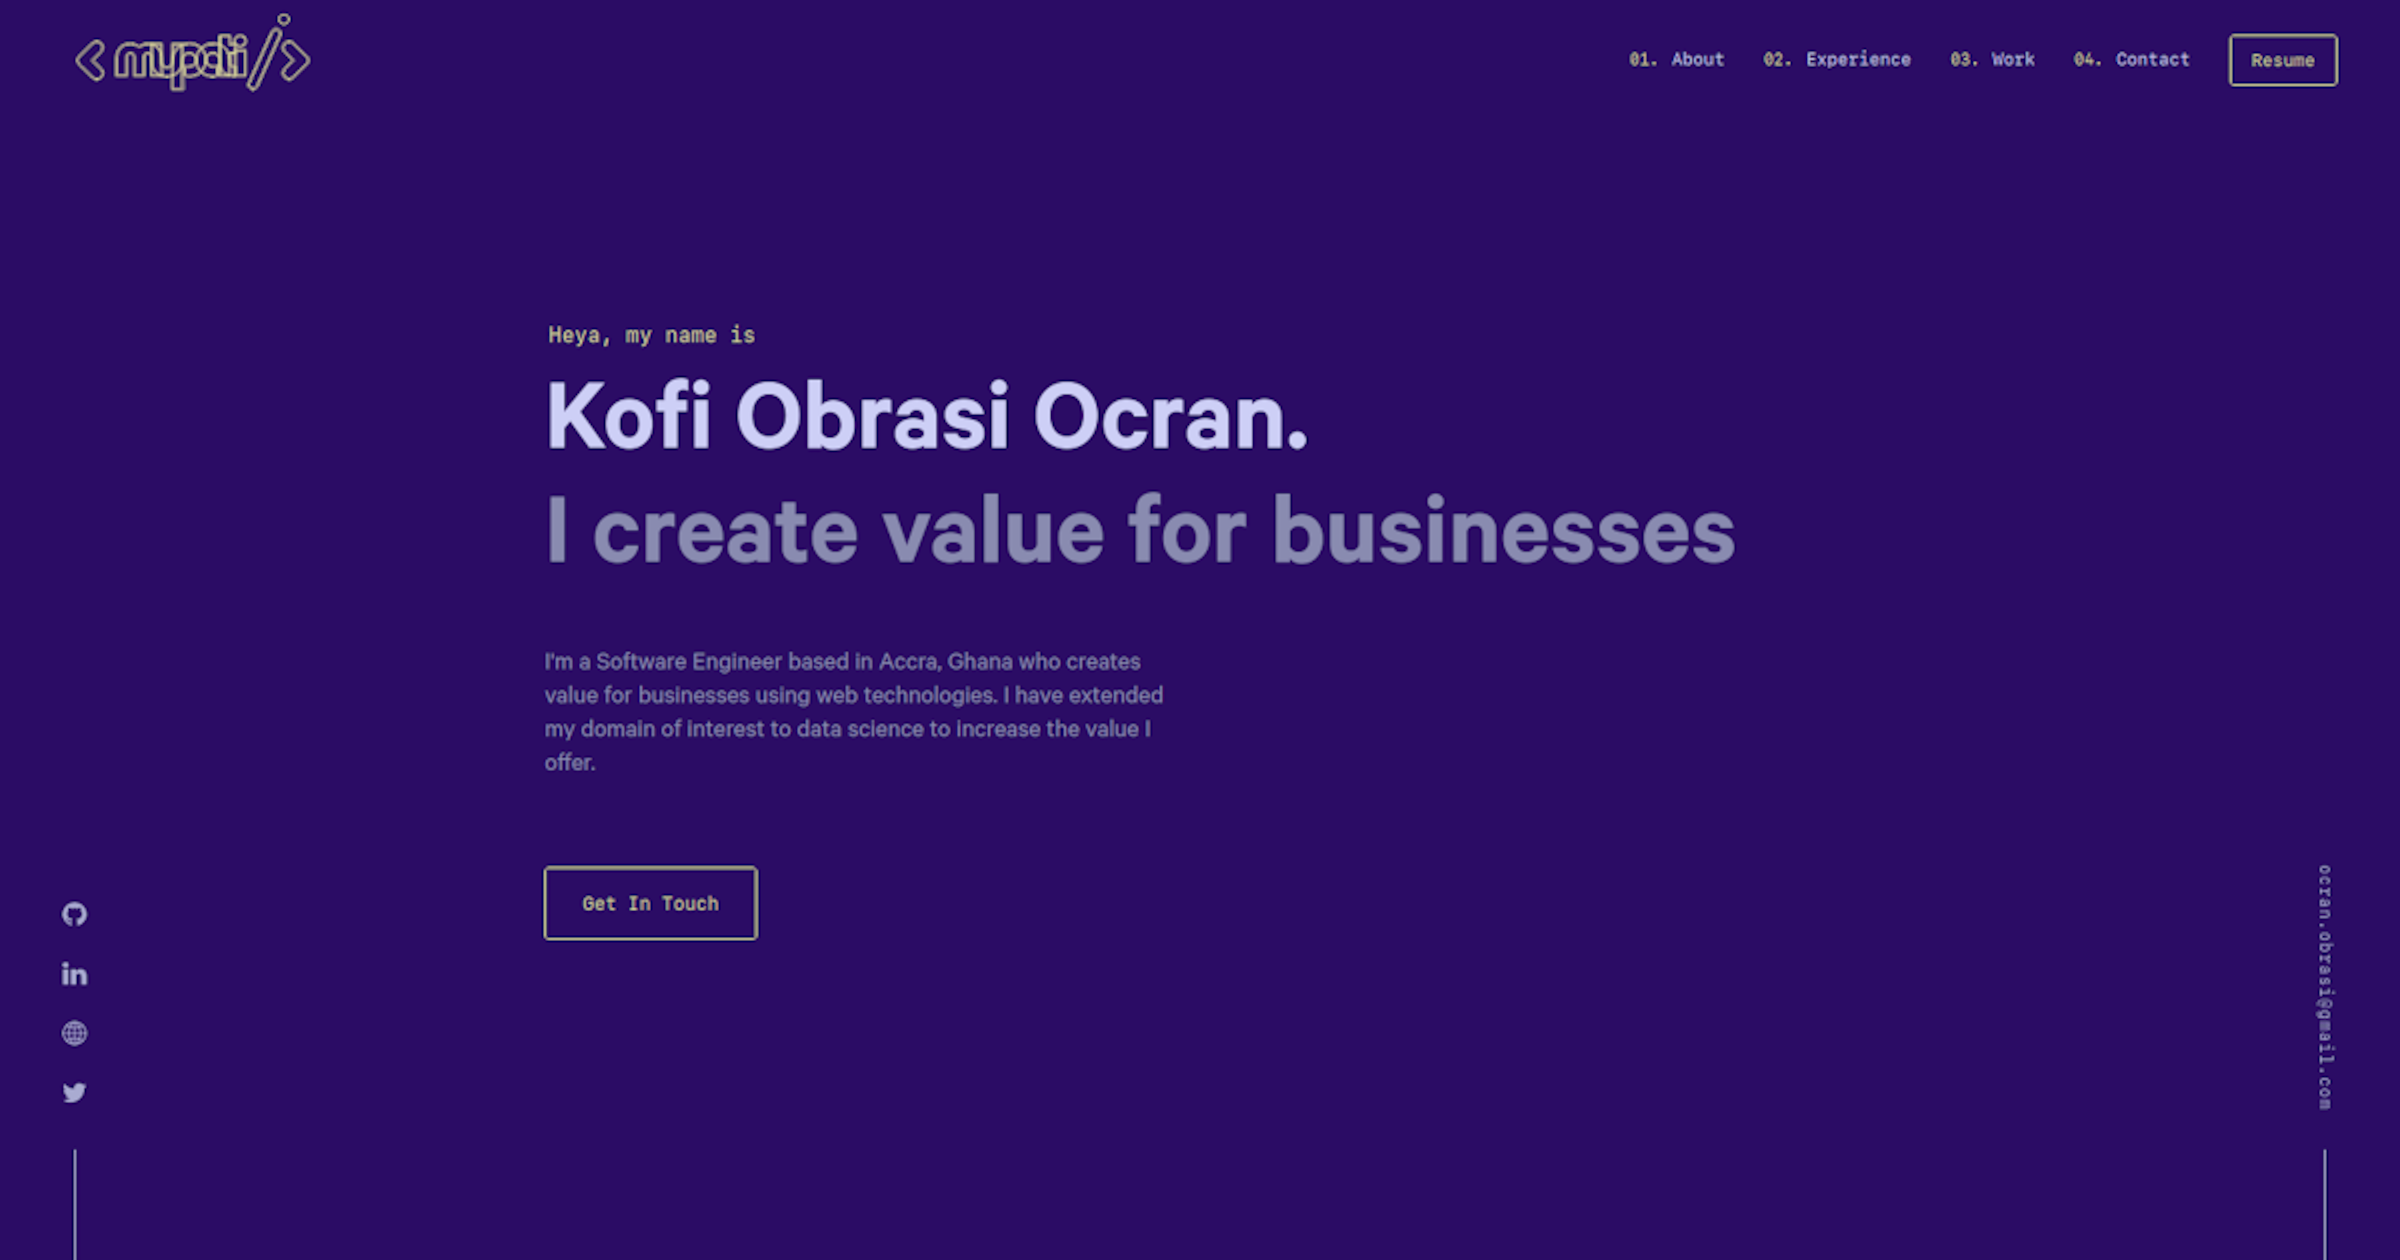 01. About 02. Experience 03. Work 04. Contact Resume
Heya, my name is
Kofi Obrasi Ocran.
I create value for businesses
I'm a Software Engineer based in Accra, Ghana who creates
value for businesses using web technologies. I have extended
my domain of interest to data science to increase the value I
offer.
Get In Touch
in
ocran.obrasi@gmail.com